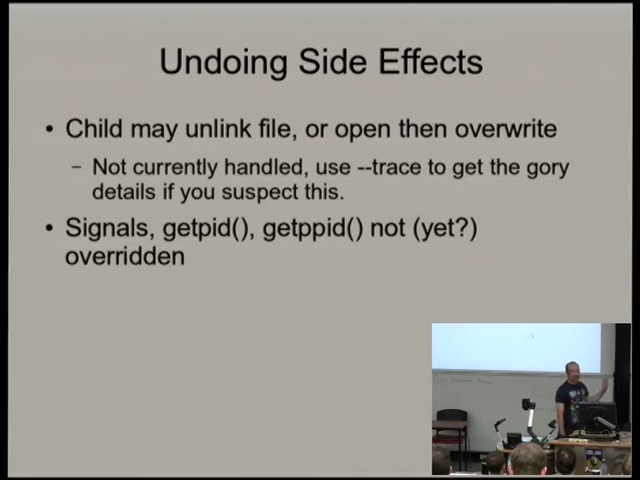 Undoing Side Effects
• Child may unlink file, or open then overwrite
– Not currently handled, use --trace to get the gory
details if you suspect this.
• Signals, getpid(), getppid() not (yet?)
overridden